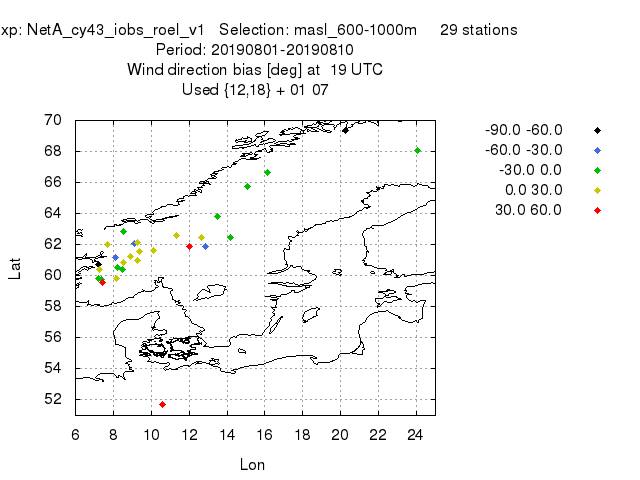 xp: NetA_cy43_iobs_roel_v1 Selection: masl_600-1000m 29 stations
Period: 20190801-20190810
Wind direction bias [deg] at 19 UTC
Used {12,18} + 01 07
-90.0 -60.0
-60.0 -30.0
-30.0 0.0
0.0 30.0
30.0 60.0
70
68
66
64
62
60
58
56
54
52
Lat
6 8 10 12 14 16 18 20 22 24
Lon